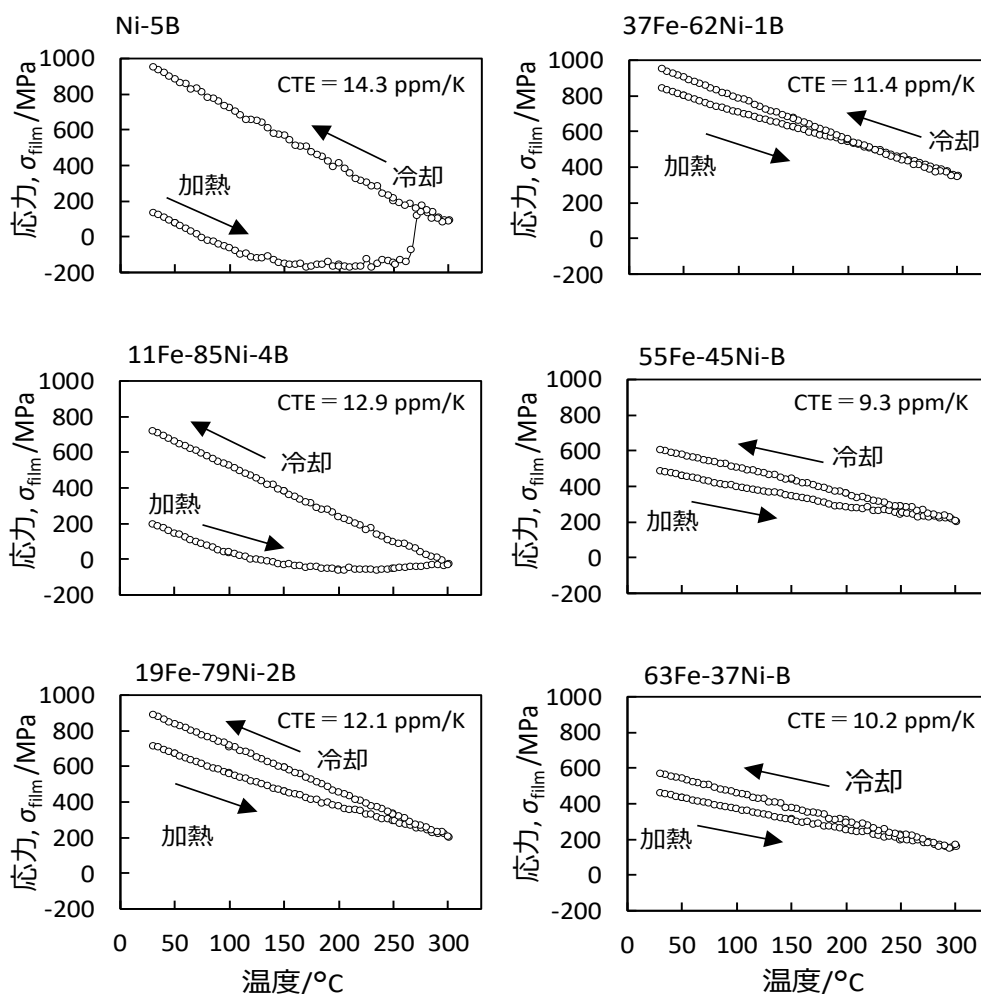 Ni-5B
1000
800
600
400
200
0
-200
応力, σfilm /MPa
CTE = 14.3 ppm/K
冷却
加熱
37Fe-62Ni-1B
1000
800
600
400
200
0
-200
応力, σfilm /MPa
CTE = 11.4 ppm/K
冷却
加熱
11Fe-85Ni-4B
1000
800
600
400
200
0
-200
応力, σfilm /MPa
CTE = 12.9 ppm/K
冷却
加熱
55Fe-45Ni-B
1000
800
600
400
200
0
-200
応力, σfilm /MPa
CTE = 9.3 ppm/K
冷却
加熱
19Fe-79Ni-2B
1000
800
600
400
200
0
-200
応力, σfilm /MPa
CTE = 12.1 ppm/K
冷却
加熱
0 50 100 150 200 250 300
温度/°C
63Fe-37Ni-B
1000
800
600
400
200
0
-200
応力, σfilm /MPa
CTE = 10.2 ppm/K
冷却
加熱
0 50 100 150 200 250 300
温度/°C